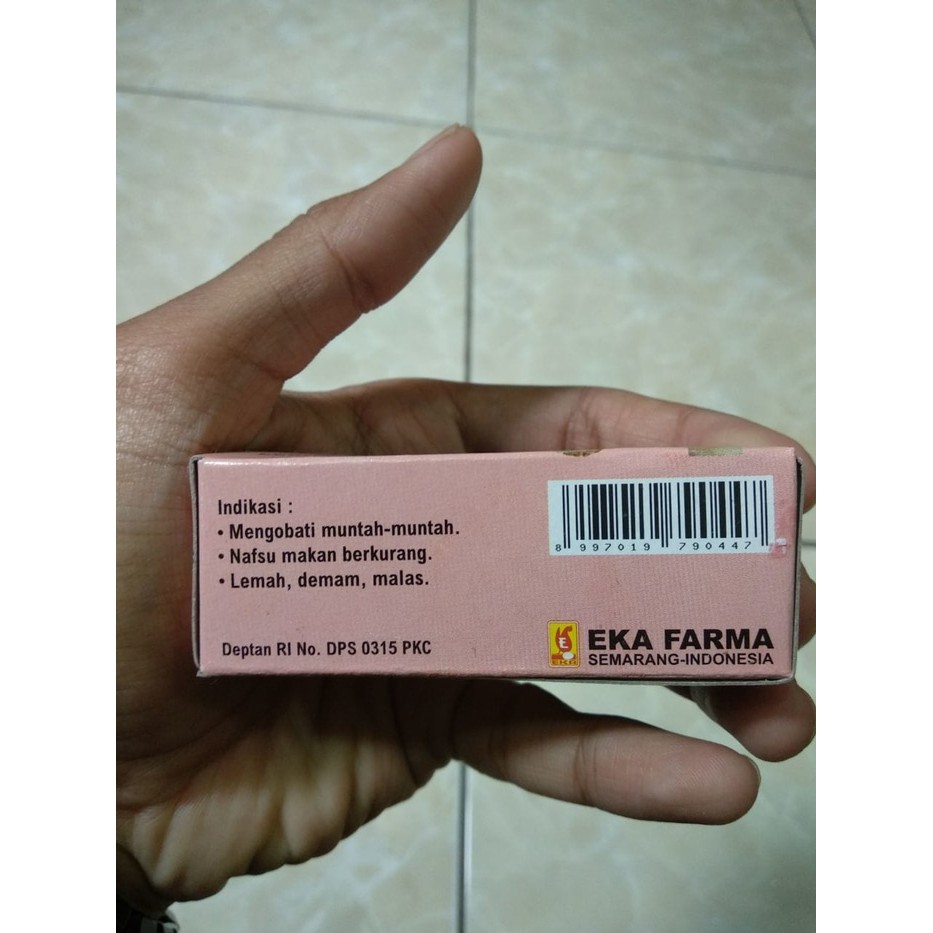 Indikasi :
• Mengobati muntah-muntah.
• Nafsu makan berkurang.
• Lemah, demam, malas.
Deptan RI No. DPS 0315 PKC
8 997019 790447
E
EKA
EKA FARMA
SEMARANG-INDONESIA